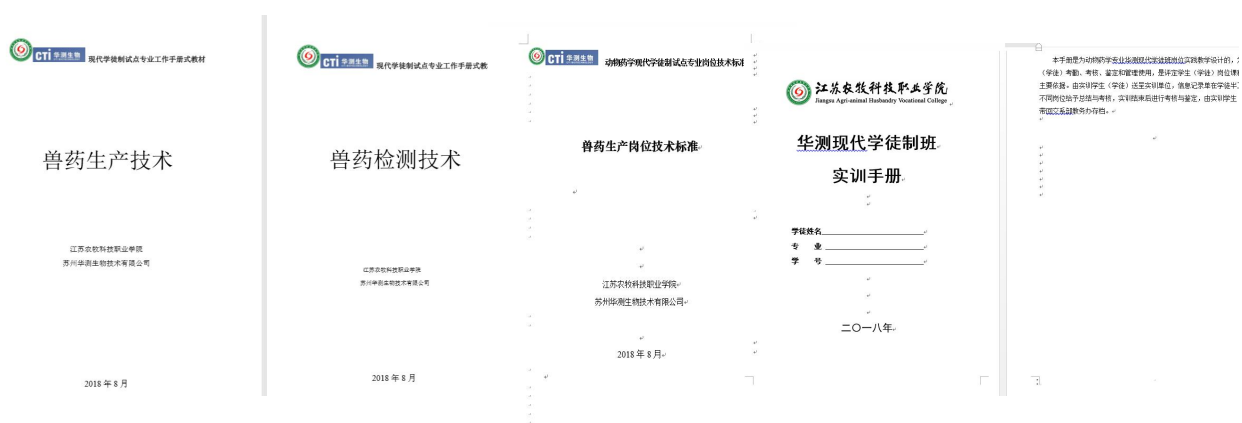 CTi 华测生物
现代学徒制试点专业工作手册式教材
兽药生产技术
江苏农牧科技职业学院
苏州华测生物技术有限公司
2018 年 8 月
CTi 华测生物
现代学徒制试点专业工作手册式教
兽药检测技术
江苏农牧科技职业学院
苏州华测生物技术有限公司
2018 年 8 月
CTi 华测生物
动物药学现代学徒制试点专业岗位技术标准
兽药生产岗位技术标准
江苏农牧科技职业学院
苏州华测生物技术有限公司
2018 年 8 月
江苏农牧科技职业学院
Jiangsu Agri-animal Husbandry Vocational College
华测现代学徒制班
实训手册
学徒姓名
专 业
学 号
二〇一八年
本手册是为动物药学专业华测现代学徒班岗位实践教学设计的,
(学徒)考勤、考核、鉴定和管理使用,是评定学生(学徒)岗位课
主要依据。由实训学生(学徒)送至实训单位,信息记录单在学徒半
不同岗位给予总结与考核,实训结束后进行考核与鉴定,由实训学生
带回交系部教务办存档。